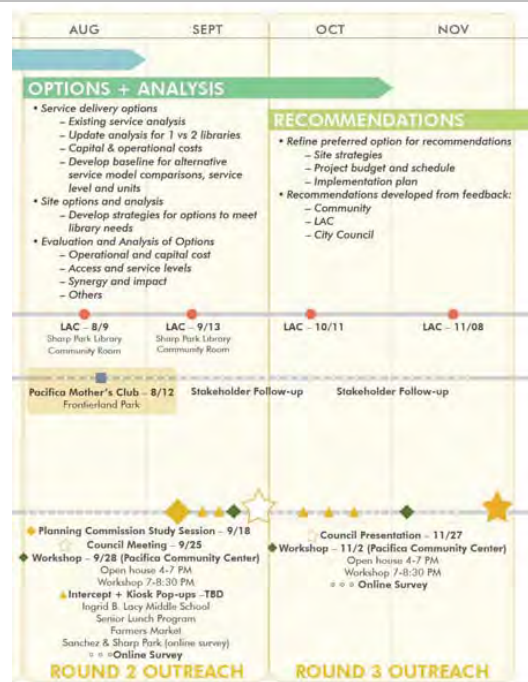 AUG SEPT OCT NOV
OPTIONS + ANALYSIS
• Service delivery options
– Existing service analysis
– Update analysis for 1 vs 2 libraries
– Capital & operational costs
– Develop baseline for alternative
service model comparisons, service
level and units
• Site options and analysis
– Develop strategies for options to meet
library needs
• Evaluation and Analysis of Options
– Operational and capital cost
– Access and service levels
– Synergy and impact
– Others
RECOMMENDATIONS
• Refine preferred option for recommendations
– Site strategies
– Project budget and schedule
– Implementation plan
• Recommendations developed from feedback:
– Community
– LAC
– City Council
LAC – 8/9
Sharp Park Library
Community Room
LAC – 9/13
Sharp Park Library
Community Room
LAC – 10/11
LAC – 11/08
Pacifica Mother's Club – 8/12
Frontierland Park
Stakeholder Follow-up
Stakeholder Follow-up
Planning Commission Study Session – 9/18
Council Meeting – 9/25
Workshop – 9/28 (Pacifica Community Center)
Open house 4-7 PM
Workshop 7-8:30 PM
Intercept + Kiosk Pop-ups –TBD
Ingrid B. Lacy Middle School
Senior Lunch Program
Farmers Market
Sanchez & Sharp Park (online survey)
Online Survey
ROUND 2 OUTREACH
Council Presentation – 11/27
Workshop – 11/2 (Pacifica Community Center)
Open house 4-7 PM
Workshop 7-8:30 PM
Online Survey
ROUND 3 OUTREACH